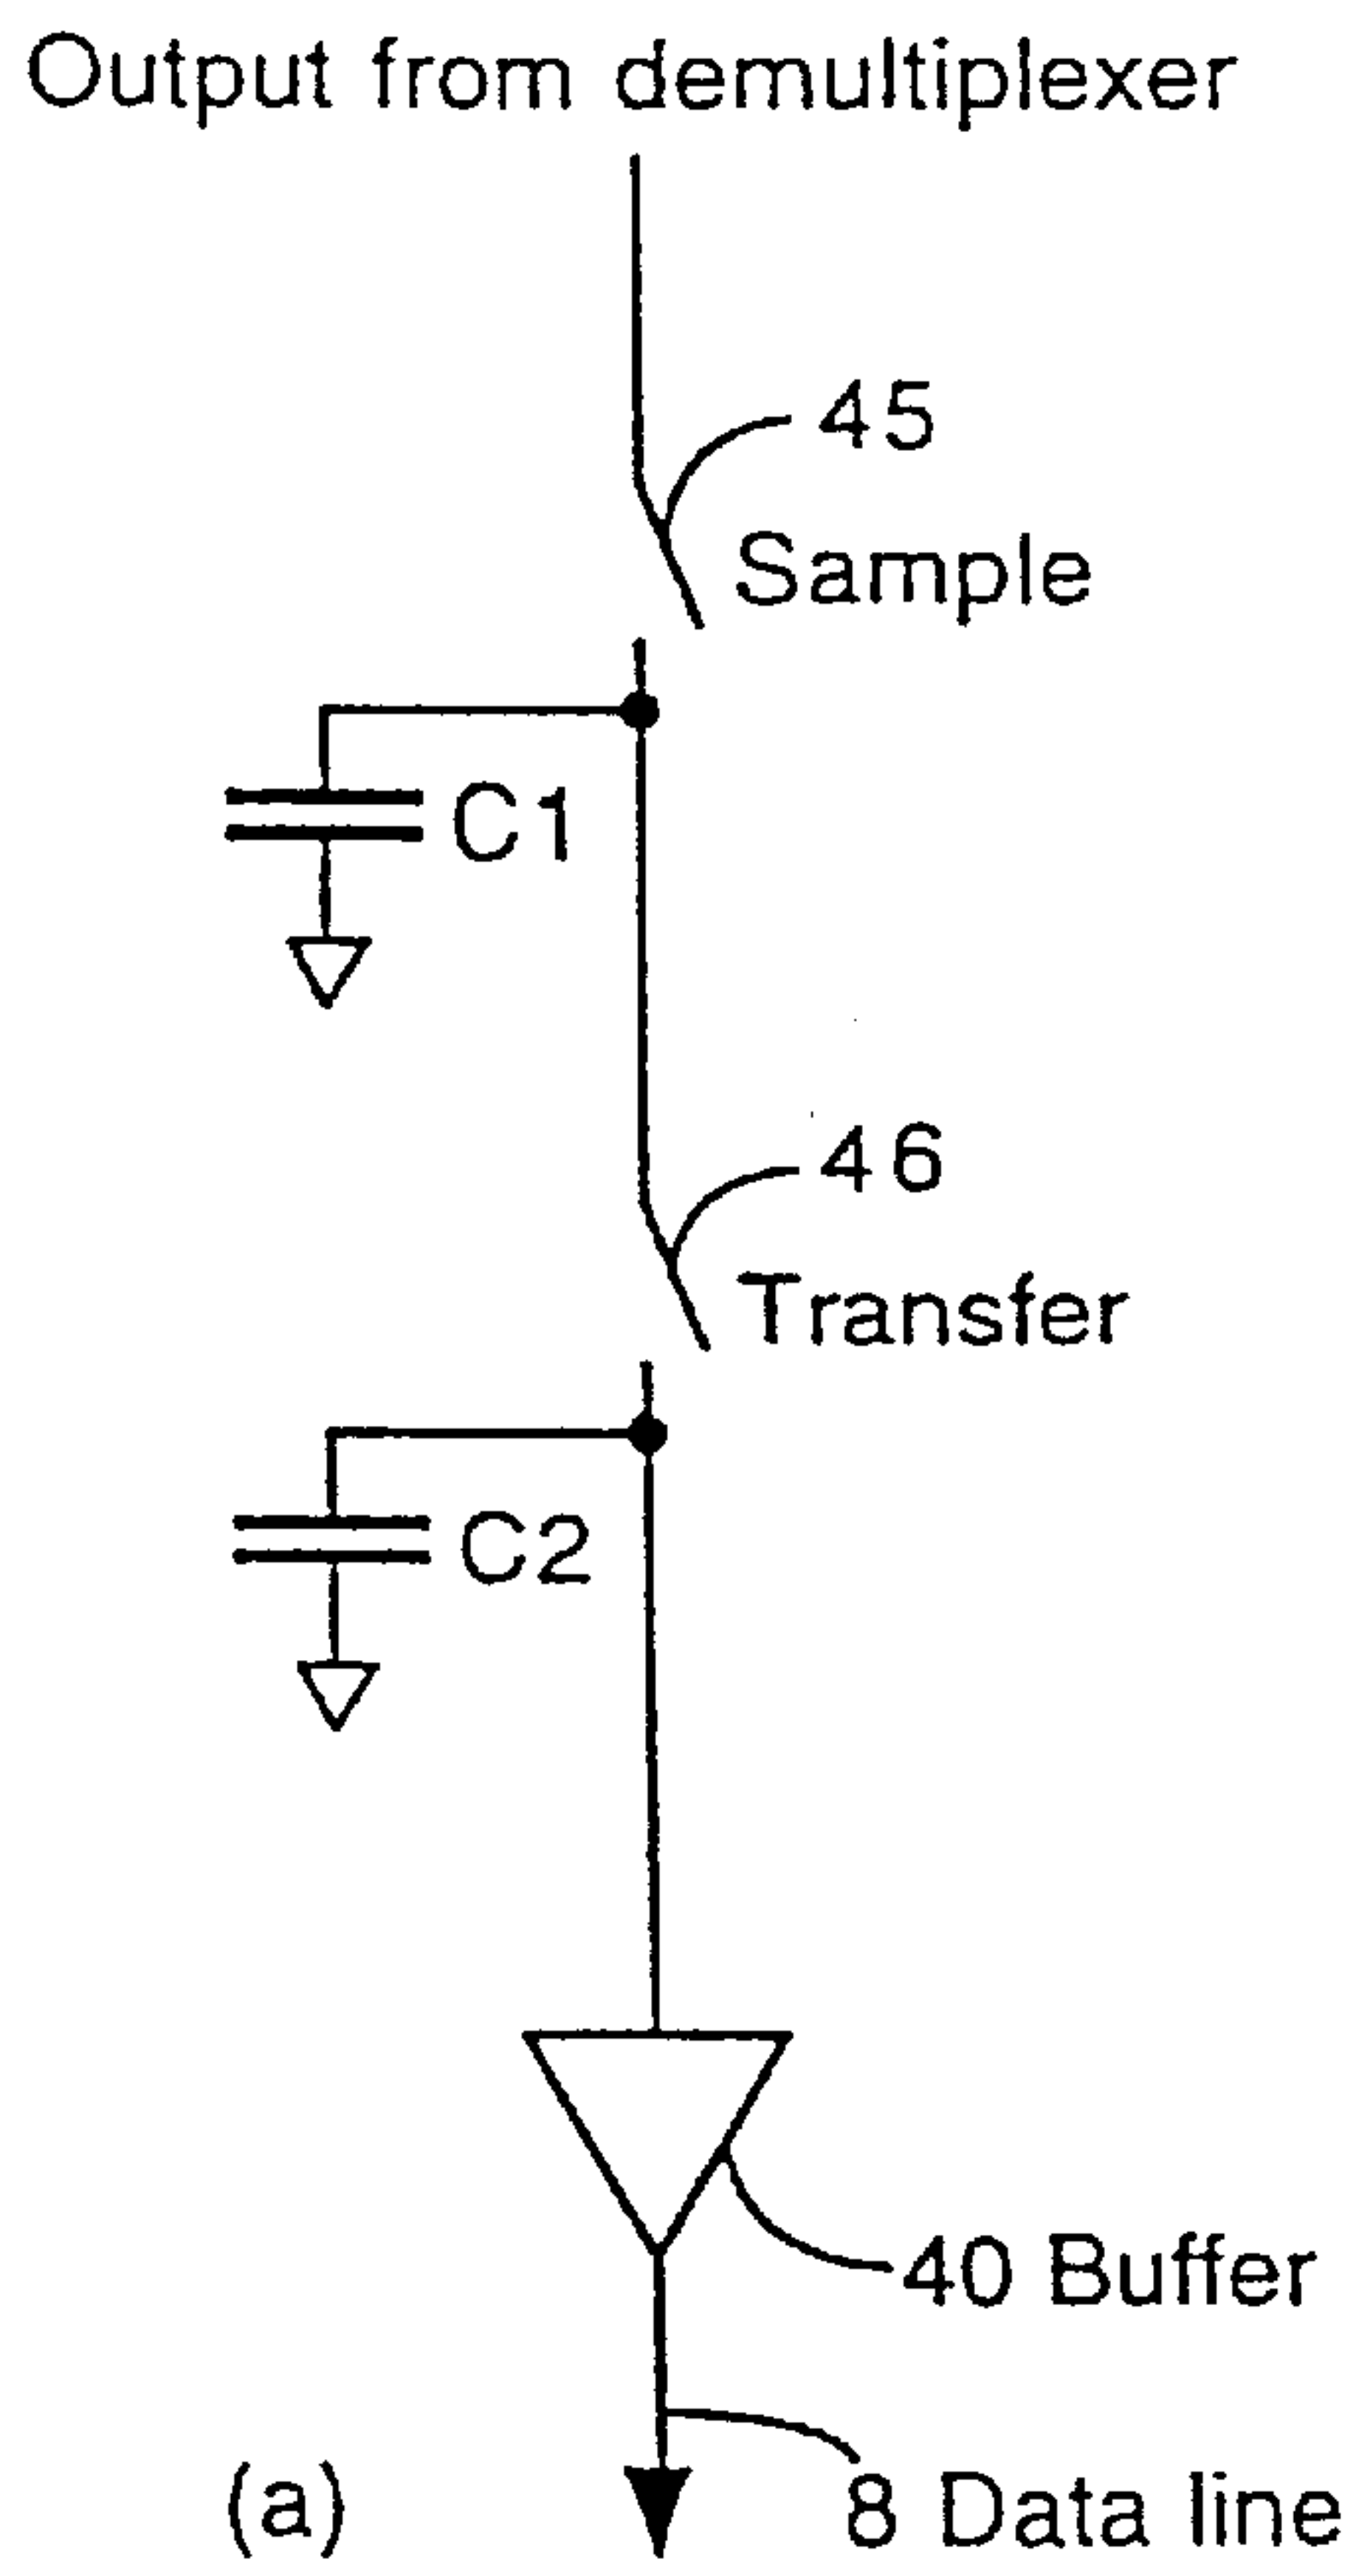 Output from demultiplexer
45
Sample
C1
46
Transfer
C2
40 Buffer
(a)
8 Data line